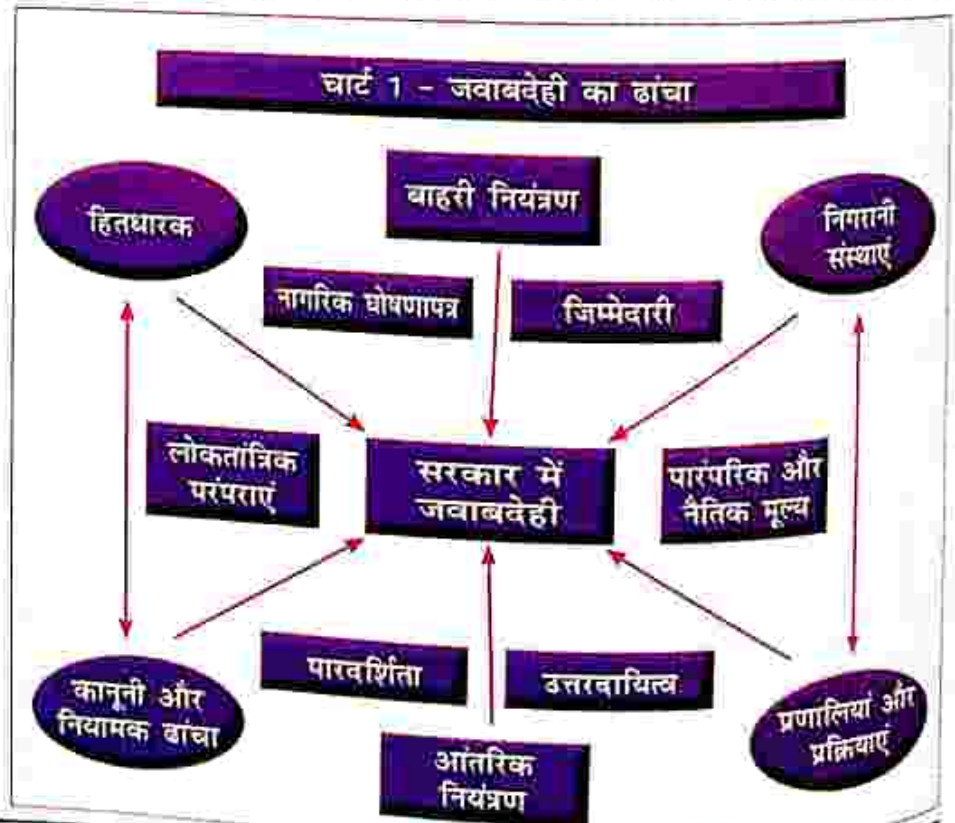 चार्ट 1 - जवाबदेही का ढांचा
हितधारक
बाहरी नियंत्रण
निगरानी
संस्थाएं
नागरिक घोषणापत्र
जिम्मेदारी
लोकतांत्रिक
परंपराएं
सरकार में
जवाबदेही
पारंपरिक और
नैतिक मूल्य
पारदर्शिता
उत्तरदायित्व
कानूनी और
नियामक ढांचा
आंतरिक
नियंत्रण
प्रणालियां और
प्रक्रियाएं